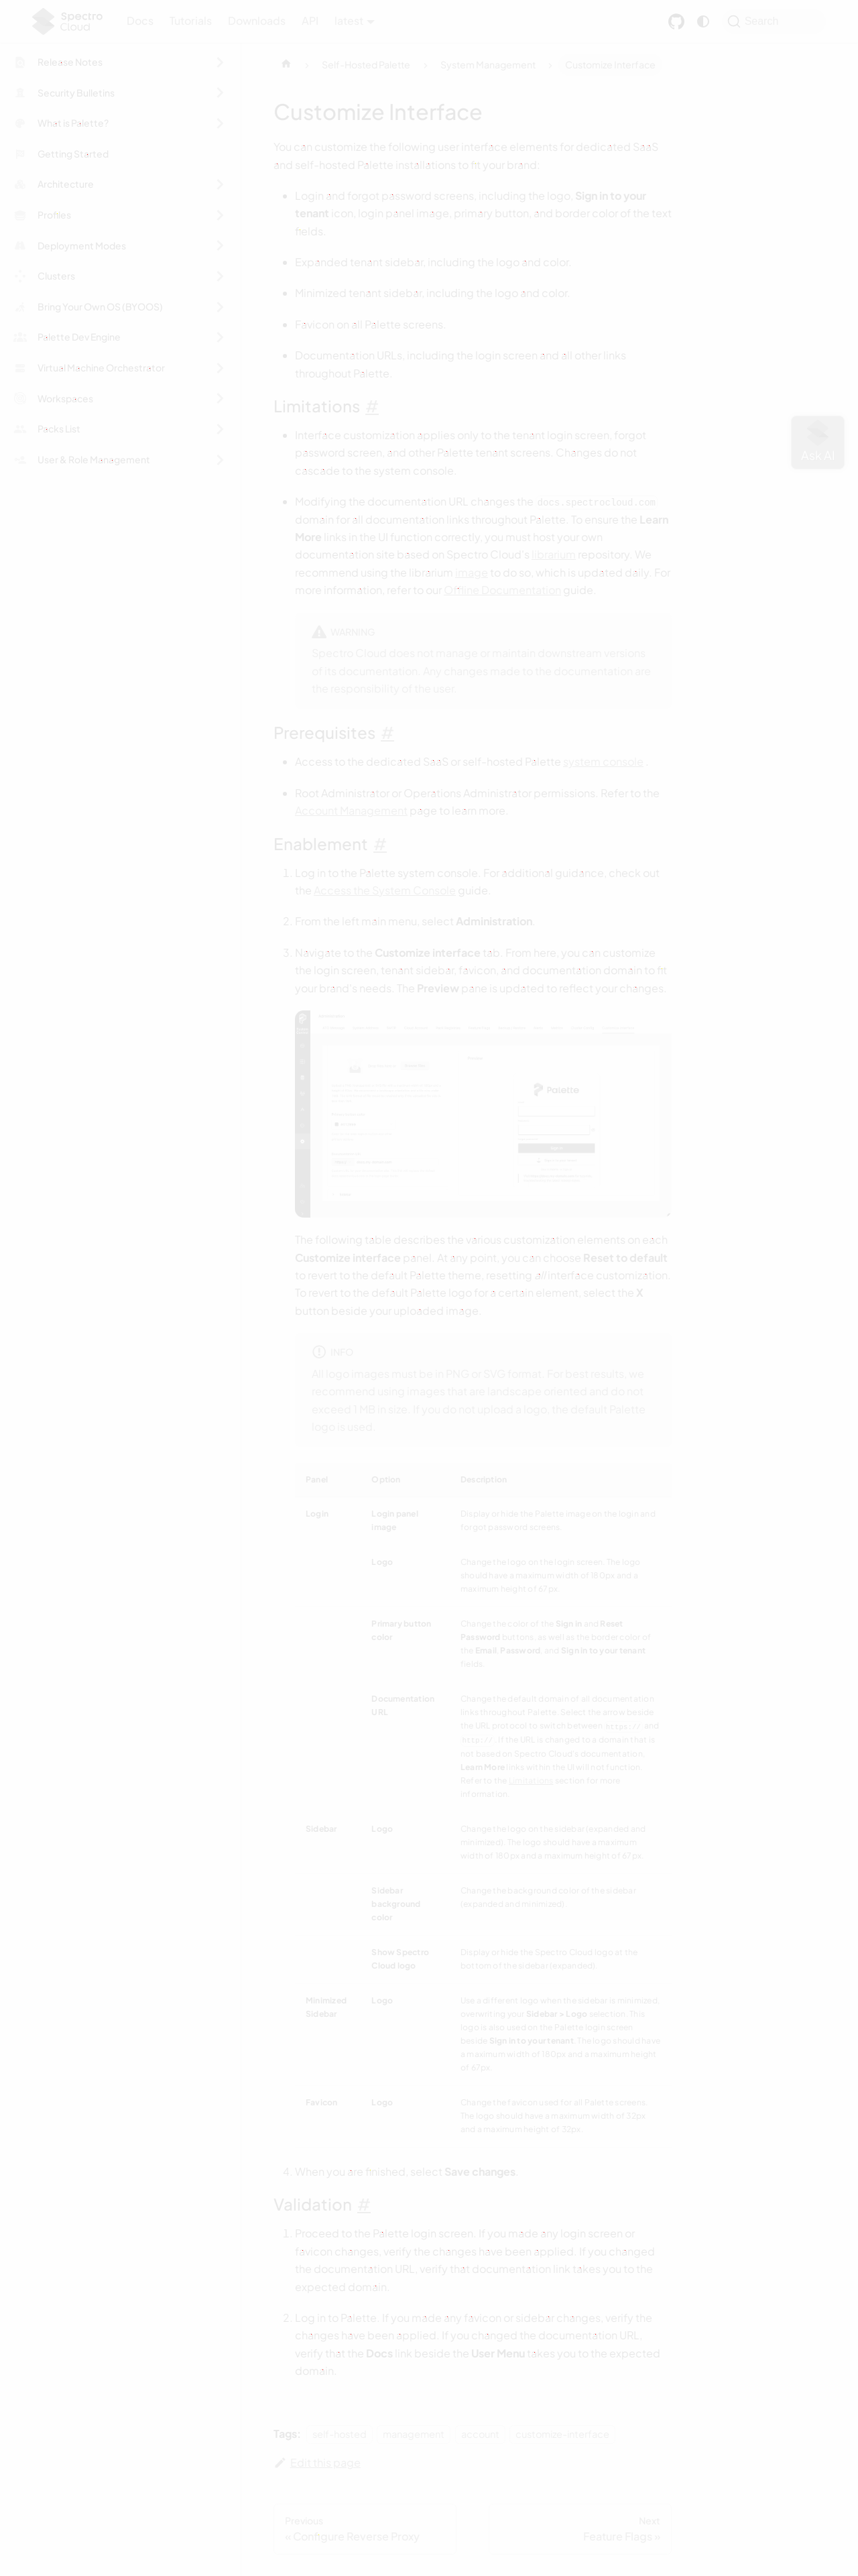 Spectro Cloud
Docs Tutorials Downloads API latest
Search
Release Notes
Security Bulletins
What is Palette?
Getting Started
Architecture
Profiles
Deployment Modes
Clusters
Bring Your Own OS (BYOOS)
Palette Dev Engine
Virtual Machine Orchestrator
Workspaces
Packs List
User & Role Management
Self-Hosted Palette › System Management › Customize Interface
Customize Interface
You can customize the following user interface elements for dedicated SaaS
and self-hosted Palette installations to fit your brand:
Login and forgot password screens, including the logo, Sign in to your
tenant icon, login panel image, primary button, and border color of the text
fields.
Expanded tenant sidebar, including the logo and color.
Minimized tenant sidebar, including the logo and color.
Favicon on all Palette screens.
Documentation URLs, including the login screen and all other links
throughout Palette.
Limitations #
Interface customization applies only to the tenant login screen, forgot
password screen, and other Palette tenant screens. Changes do not
cascade to the system console.
Modifying the documentation URL changes the docs.spectrocloud.com
domain for all documentation links throughout Palette. To ensure the Learn
More links in the UI function correctly, you must host your own
documentation site based on Spectro Cloud's librarium repository. We
recommend using the librarium image to do so, which is updated daily. For
more information, refer to our Offline Documentation guide.
WARNING
Spectro Cloud does not manage or maintain downstream versions
of its documentation. Any changes made to the documentation are
the responsibility of the user.
Prerequisites #
Access to the dedicated SaaS or self-hosted Palette system console.
Root Administrator or Operations Administrator permissions. Refer to the
Account Management page to learn more.
Enablement #
1. Log in to the Palette system console. For additional guidance, check out
the Access the System Console guide.
2. From the left main menu, select Administration.
3. Navigate to the Customize interface tab. From here, you can customize
the login screen, tenant sidebar, favicon, and documentation domain to fit
your brand's needs. The Preview pane is updated to reflect your changes.
Palette
The following table describes the various customization elements on each
Customize interface panel. At any point, you can choose Reset to default
to revert to the default Palette theme, resetting all interface customization.
To revert to the default Palette logo for a certain element, select the X
button beside your uploaded image.
INFO
All logo images must be in PNG or SVG format. For best results, we
recommend using images that are landscape oriented and do not
exceed 1 MB in size. If you do not upload a logo, the default Palette
logo is used.
Panel Option Description
Login Login panel image Display or hide the Palette image on the login and
forgot password screens.
Logo Change the logo on the login screen. The logo
should have a maximum width of 180px and a
maximum height of 67px.
Primary button color Change the color of the Sign in and Reset
Password buttons, as well as the border color of
the Email, Password, and Sign in to your tenant
fields.
Documentation URL Change the default domain of all documentation
links throughout Palette. Select the arrow beside
the URL protocol to switch between https:// and
http://. If the URL is changed to a domain that is
not based on Spectro Cloud's documentation,
Learn More links within the UI will not function.
Refer to the Limitations section for more
information.
Sidebar Logo Change the logo on the sidebar (expanded and
minimized). The logo should have a maximum
width of 180px and a maximum height of 67px.
Sidebar background color Change the background color of the sidebar
(expanded and minimized).
Show Spectro Cloud logo Display or hide the Spectro Cloud logo at the
bottom of the sidebar (expanded).
Minimized Sidebar Logo Use a different logo when the sidebar is minimized,
overwriting your Sidebar > Logo selection. This
logo is also used on the Palette login screen
beside Sign in to your tenant. The logo should have
a maximum width of 180px and a maximum height
of 67px.
Favicon Logo Change the favicon used for all Palette screens.
The logo should have a maximum width of 32px
and a maximum height of 32px.
4. When you are finished, select Save changes.
Validation #
1. Proceed to the Palette login screen. If you made any login screen or
favicon changes, verify the changes have been applied. If you changed
the documentation URL, verify that documentation link takes you to the
expected domain.
2. Log in to Palette. If you made any favicon or sidebar changes, verify the
changes have been applied. If you changed the documentation URL,
verify that the Docs link beside the User Menu takes you to the expected
domain.
Tags: self-hosted management account customize-interface
Edit this page
Previous
« Configure Reverse Proxy
Next
Feature Flags »
Ask AI